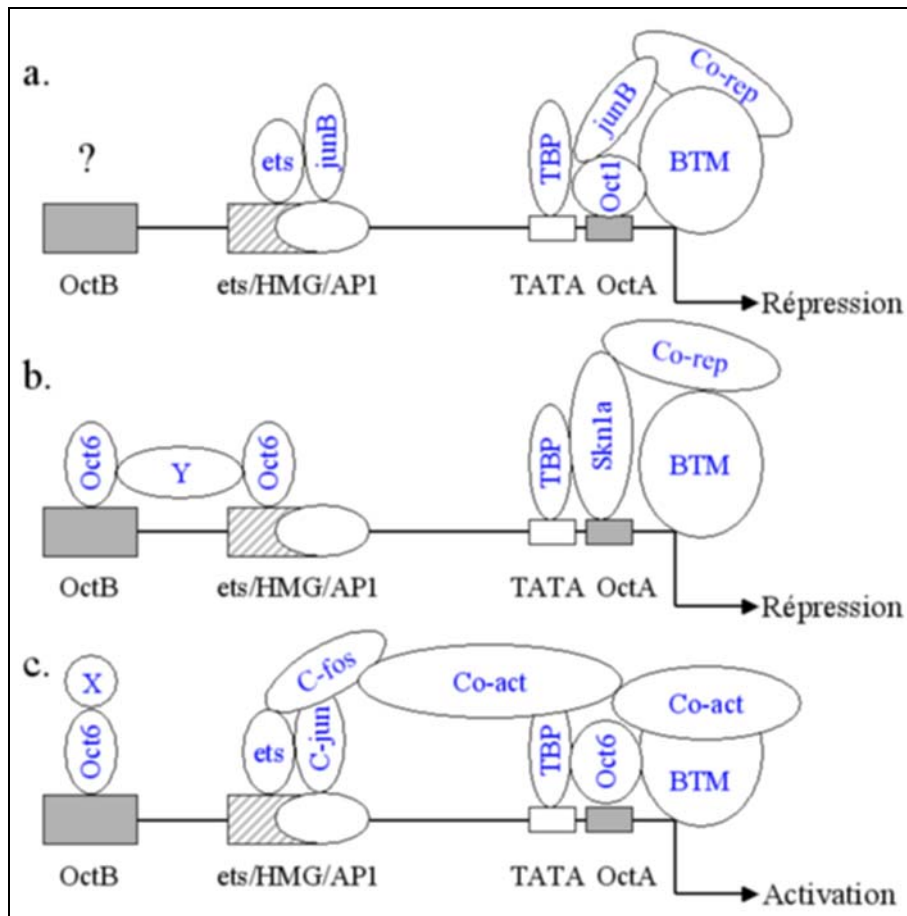 a.
Co-rep
junB
ets
junB
TBP
Oct1
BTM
?
OctB
ets/HMG/AP1
TATA OctA
Répression
b.
Co-rep
Oct6
Y
Oct6
TBP
Skn1a
BTM
OctB
ets/HMG/AP1
TATA OctA
Répression
c.
X
C-fos
Co-act
Co-act
Oct6
ets
C-jun
TBP
Oct6
BTM
OctB
ets/HMG/AP1
TATA OctA
Activation